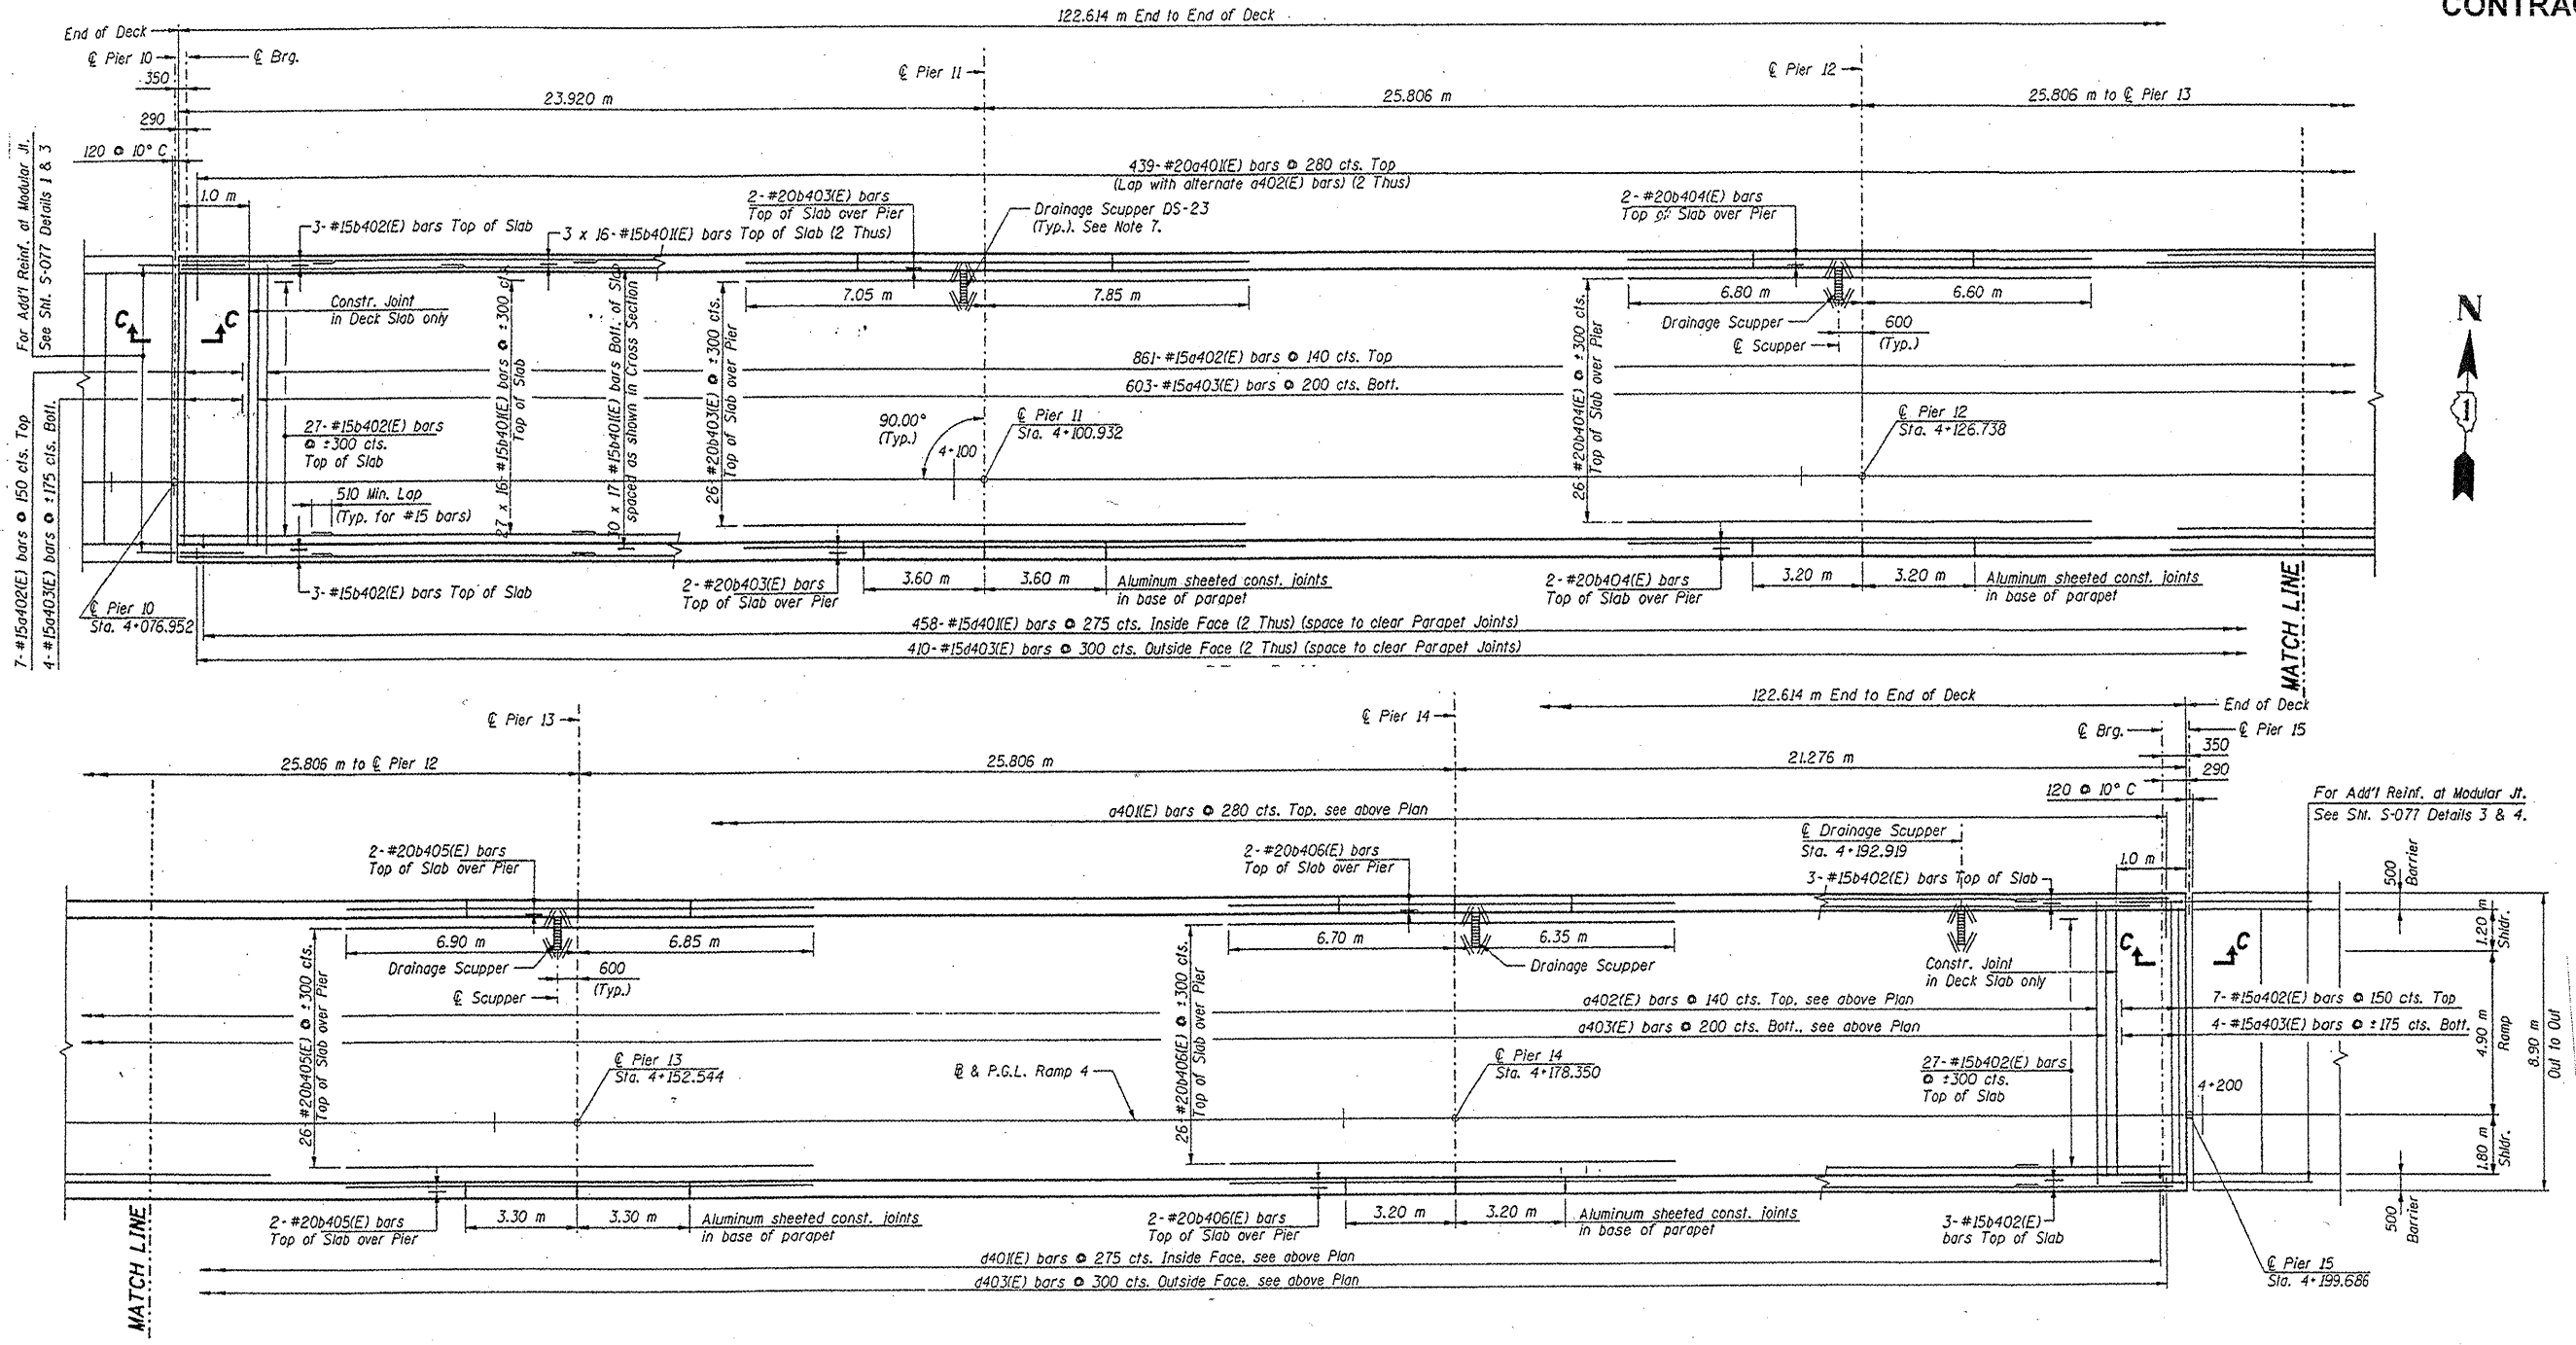 CONTRA
122.614 m End to End of Deck
End of Deck
℄ Pier 10
℄ Brg.
350
℄ Pier 11
℄ Pier 12
23.920 m
25.806 m
25.806 m to ℄ Pier 13
290
120 @ 10° C
For Add'l Reinf. at Modular Jt.
See Sht. S-077 Details 1 & 3
439-#20a401(E) bars @ 280 cts. Top
(Lap with alternate a402(E) bars) (2 Thus)
1.0 m
3-#15b402(E) bars Top of Slab
3 x 16-#15b401(E) bars Top of Slab (2 Thus)
2-#20b403(E) bars
Top of Slab over Pier
Drainage Scupper DS-23
(Typ.). See Note 7.
2-#20b404(E) bars
Top of Slab over Pier
C
C
Constr. Joint
in Deck Slab only
7.05 m
7.85 m
6.80 m
6.60 m
Drainage Scupper
600
(Typ.)
℄ Scupper
27 x 16-#15b401(E) bars @ ±300 cts.
Top of Slab
30 x 17-#15b401(E) bars Bott. of Slab
spaced as shown in Cross Section
26-#20b403(E) @ ±300 cts.
Top of Slab over Pier
26-#20b404(E) @ ±300 cts.
Top of Slab over Pier
861-#15a402(E) bars @ 140 cts. Top
603-#15a403(E) bars @ 200 cts. Bott.
N
1
7-#15a402(E) bars @ 150 cts. Top
4-#15a403(E) bars @ ±175 cts. Bott.
27-#15b402(E) bars
@ ±300 cts.
Top of Slab
90.00°
(Typ.)
4+100
℄ Pier 11
Sta. 4+100.932
℄ Pier 12
Sta. 4+126.738
510 Min. Lap
(Typ. for #15 bars)
3-#15b402(E) bars Top of Slab
℄ Pier 10
Sta. 4+076.952
2-#20b403(E) bars
Top of Slab over Pier
3.60 m
3.60 m
Aluminum sheeted const. joints
in base of parapet
2-#20b404(E) bars
Top of Slab over Pier
3.20 m
3.20 m
Aluminum sheeted const. joints
in base of parapet
458-#15d401(E) bars @ 275 cts. Inside Face (2 Thus) (space to clear Parapet Joints)
410-#15d403(E) bars @ 300 cts. Outside Face (2 Thus) (space to clear Parapet Joints)
MATCH LINE
122.614 m End to End of Deck
End of Deck
℄ Pier 13
℄ Pier 14
℄ Brg.
℄ Pier 15
350
25.806 m to ℄ Pier 12
25.806 m
21.276 m
290
120 @ 10° C
For Add'l Reinf. at Modular Jt.
See Sht. S-077 Details 3 & 4.
a401(E) bars @ 280 cts. Top, see above Plan
℄ Drainage Scupper
Sta. 4+192.919
1.0 m
2-#20b405(E) bars
Top of Slab over Pier
2-#20b406(E) bars
Top of Slab over Pier
3-#15b402(E) bars Top of Slab
500
Barrier
6.90 m
6.85 m
Drainage Scupper
600
(Typ.)
℄ Scupper
6.70 m
6.35 m
Drainage Scupper
Constr. Joint
in Deck Slab only
C
C
1.20 m
Shldr.
26-#20b405(E) @ ±300 cts.
Top of Slab over Pier
26-#20b406(E) @ ±300 cts.
Top of Slab over Pier
a402(E) bars @ 140 cts. Top, see above Plan
a403(E) bars @ 200 cts. Bott., see above Plan
7-#15a402(E) bars @ 150 cts. Top
4-#15a403(E) bars @ ±175 cts. Bott.
4.90 m
Ramp
8.90 m
Out to Out
℄ Pier 13
Sta. 4+152.544
℄ & P.G.L. Ramp 4
℄ Pier 14
Sta. 4+178.350
27-#15b402(E) bars
@ ±300 cts.
Top of Slab
4+200
1.80 m
Shldr.
2-#20b405(E) bars
Top of Slab over Pier
3.30 m
3.30 m
Aluminum sheeted const. joints
in base of parapet
2-#20b406(E) bars
Top of Slab over Pier
3.20 m
3.20 m
Aluminum sheeted const. joints
in base of parapet
3-#15b402(E)
bars Top of Slab
500
Barrier
℄ Pier 15
Sta. 4+199.686
d401(E) bars @ 275 cts. Inside Face, see above Plan
d403(E) bars @ 300 cts. Outside Face, see above Plan
MATCH LINE